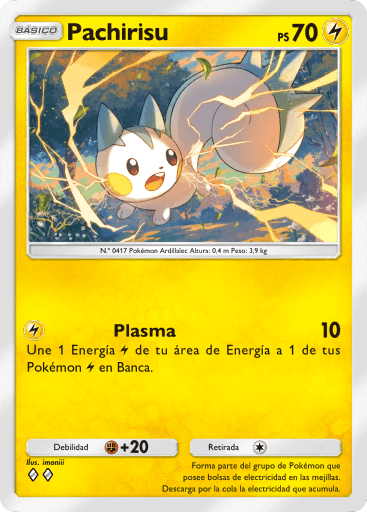 BÁSICO Pachirisu PS 70
N.º 0417 Pokémon Ardillalec Altura: 0,4 m Peso: 3,9 kg
Plasma 10
Une 1 Energía de tu área de Energía a 1 de tus
Pokémon en Banca.
Debilidad +20 Retirada
Ilus. imoniii
Forma parte del grupo de Pokémon que
posee bolsas de electricidad en las mejillas.
Descarga por la cola la electricidad que acumula.